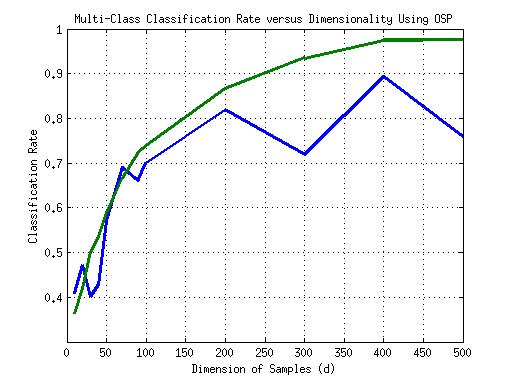 Multi-Class Classification Rate versus Dimensionality Using OSP
1
0.9
0.8
0.7
0.6
0.5
0.4
Classification Rate
0 50 100 150 200 250 300 350 400 450 500
Dimension of Samples (d)